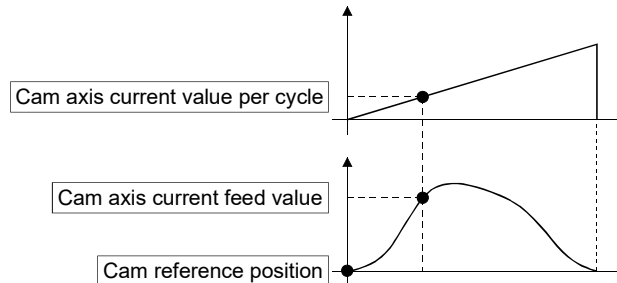 Cam axis current value per cycle
Cam axis current feed value
Cam reference position